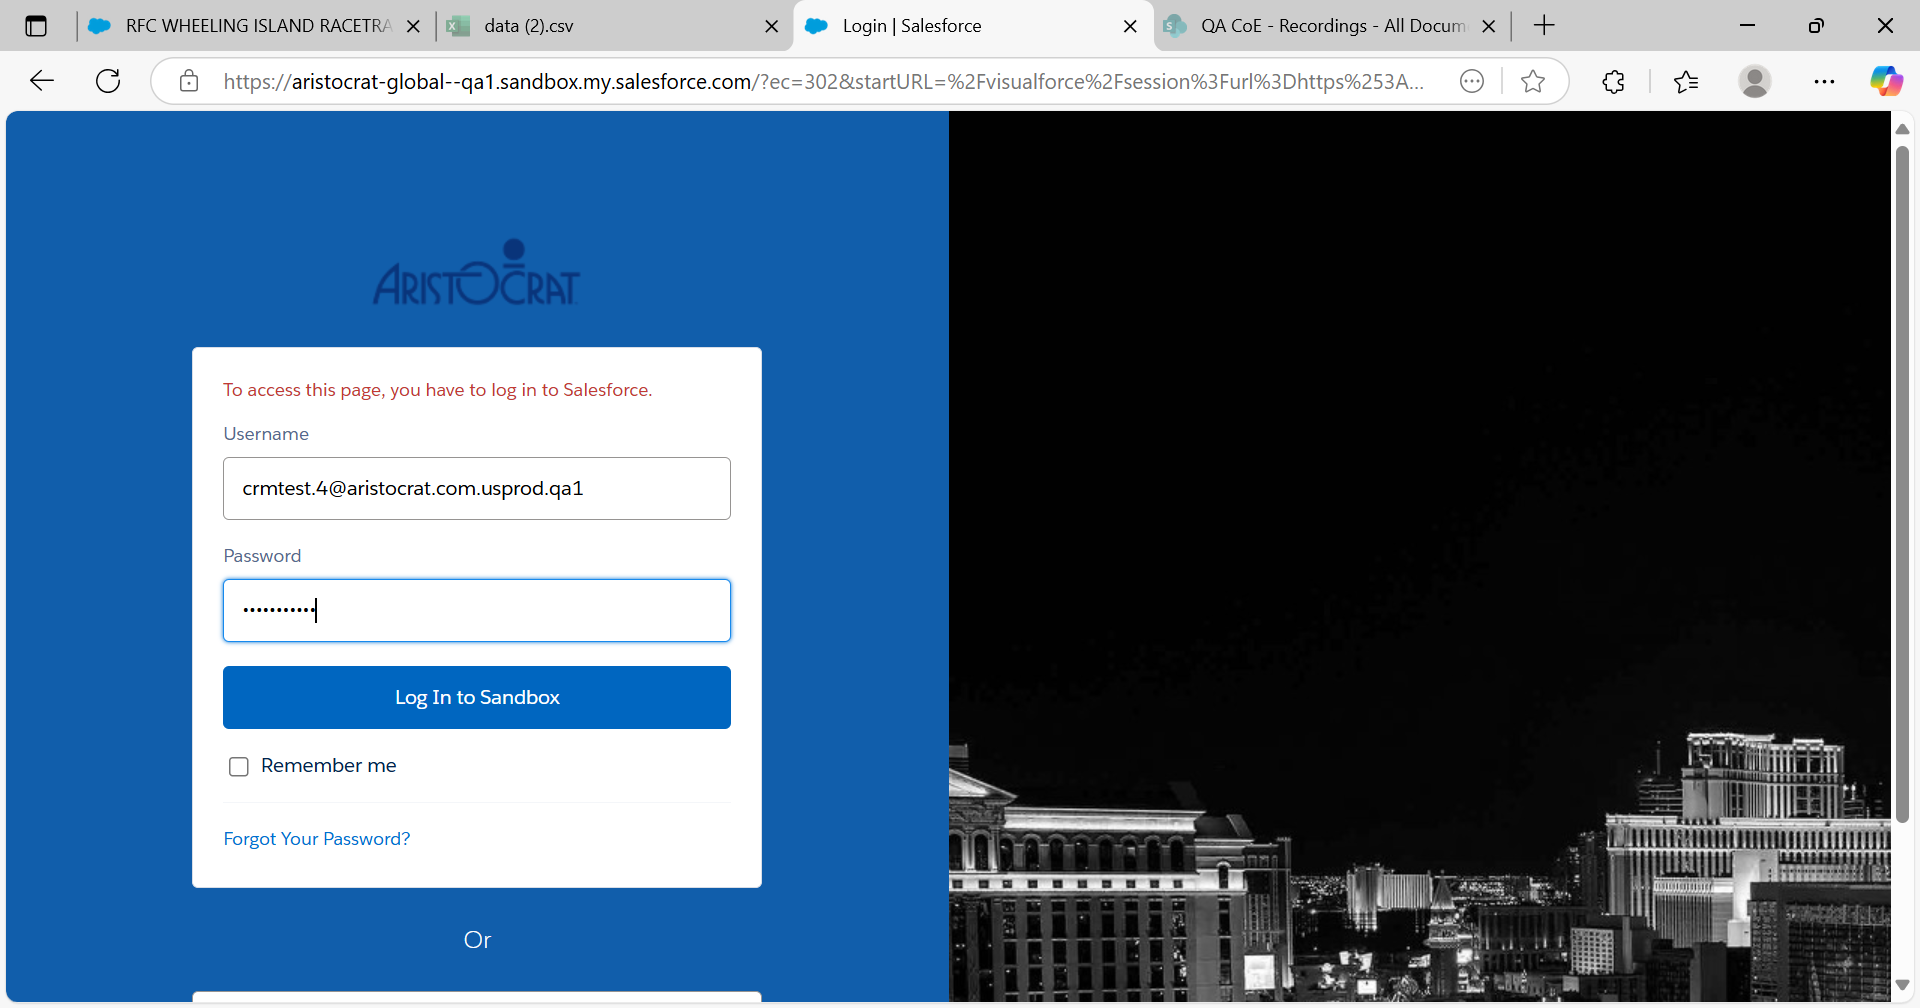 RFC WHEELING ISLAND RACETRA
data (2).csv
Login | Salesforce
QA CoE - Recordings - All Docum
https://aristocrat-global--qa1.sandbox.my.salesforce.com/?ec=302&startURL=%2Fvisualforce%2Fsession%3Furl%3Dhttps%253A...
ARISTOCRAT
To access this page, you have to log in to Salesforce.
Username
crmtest.4@aristocrat.com.usprod.qa1
Password
•••••••••••
Log In to Sandbox
Remember me
Forgot Your Password?
Or